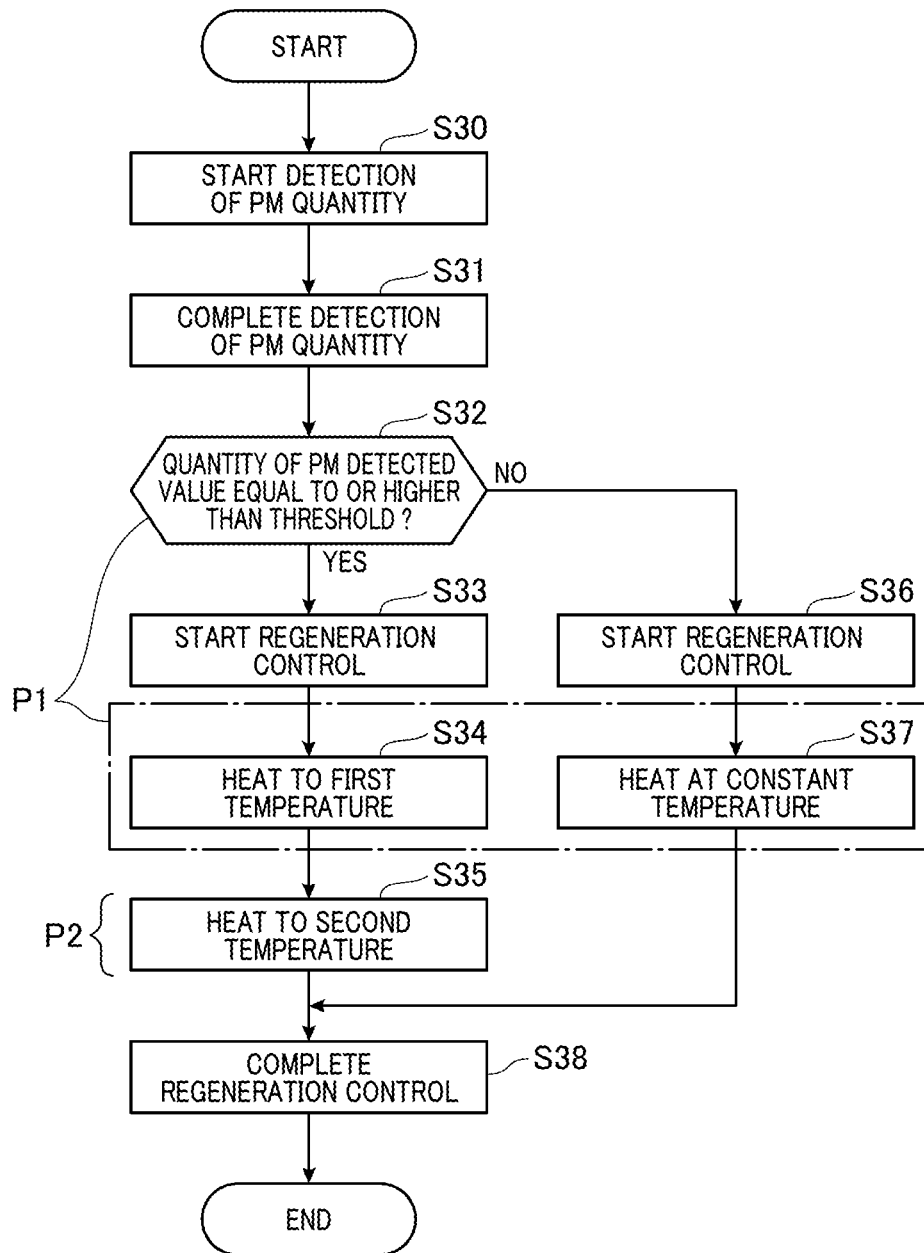 START
S30
START DETECTION
OF PM QUANTITY
S31
COMPLETE DETECTION
OF PM QUANTITY
S32
QUANTITY OF PM DETECTED
VALUE EQUAL TO OR HIGHER
THAN THRESHOLD ?
NO
YES
S33
START REGENERATION
CONTROL
S36
START REGENERATION
CONTROL
P1
S34
HEAT TO FIRST
TEMPERATURE
S37
HEAT AT CONSTANT
TEMPERATURE
S35
P2
HEAT TO SECOND
TEMPERATURE
S38
COMPLETE
REGENERATION CONTROL
END